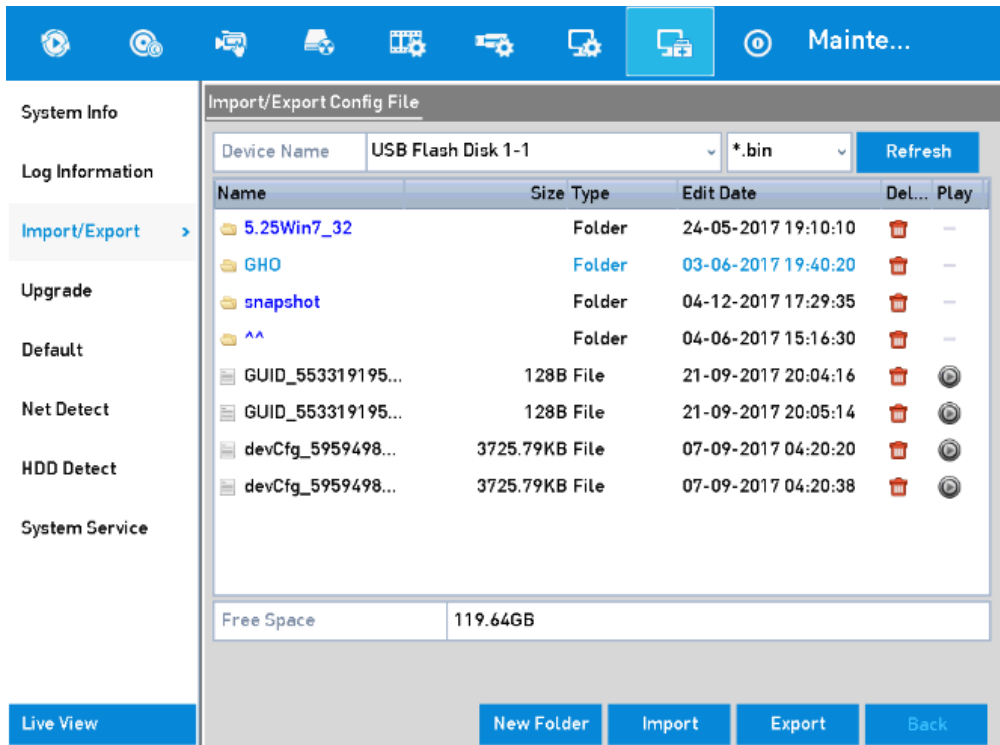 Mainte...
System Info
Log Information
Import/Export >
Upgrade
Default
Net Detect
HDD Detect
System Service
Live View
Import/Export Config File
Device Name USB Flash Disk 1-1 *.bin Refresh
Name Size Type Edit Date Del... Play
5.25Win7_32 Folder 24-05-2017 19:10:10 —
GHO Folder 03-06-2017 19:40:20 —
snapshot Folder 04-12-2017 17:29:35 —
^^ Folder 04-06-2017 15:16:30 —
GUID_553319195... 128B File 21-09-2017 20:04:16
GUID_553319195... 128B File 21-09-2017 20:05:14
devCfg_5959498... 3725.79KB File 07-09-2017 04:20:20
devCfg_5959498... 3725.79KB File 07-09-2017 04:20:38
Free Space 119.64GB
New Folder Import Export Back